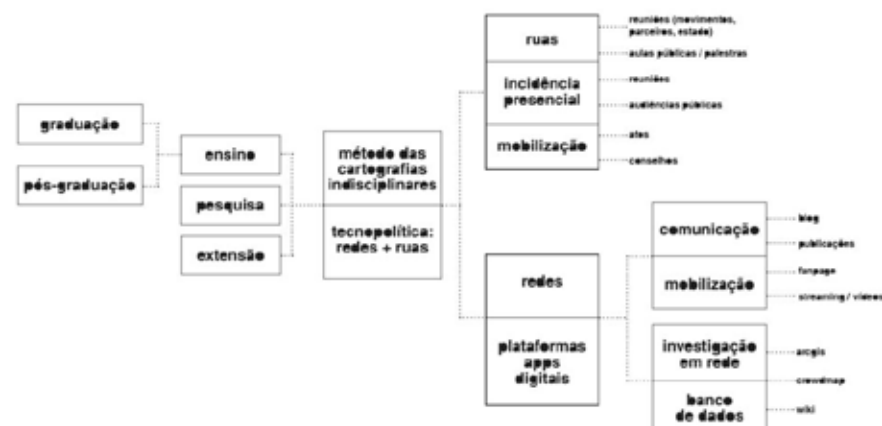 graduação
pós-graduação
ensino
pesquisa
extensão
método das
cartografias
indisciplinares
tecnopolítica:
redes + ruas
ruas
incidência
presencial
mobilização
reuniões (movimentos,
parceiros, estado)
aulas públicas / palestras
reuniões
audiências públicas
atos
conselhos
redes
plataformas
apps
digitais
comunicação
mobilização
investigação
em rede
banco
de dados
blog
publicações
fanpage
streaming / vídeos
arcgis
crowdmap
wiki